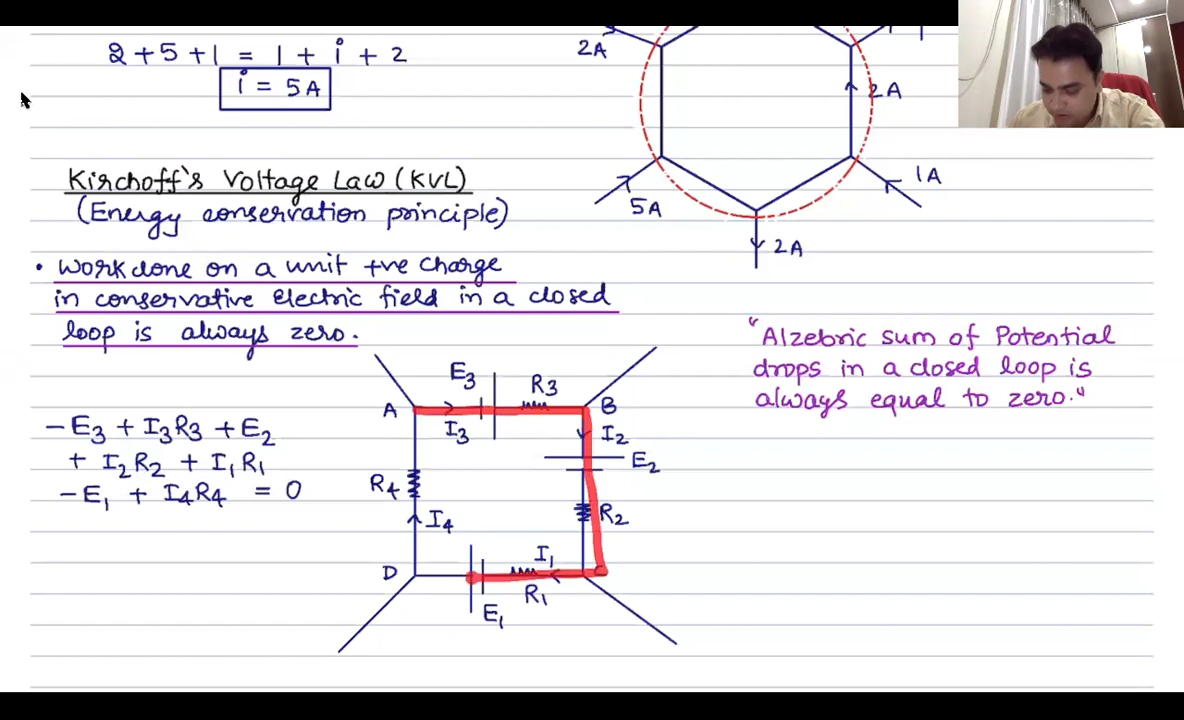 2 + 5 + 1 = 1 + i + 2
i = 5A
2A
2A
1A
5A
2A
Kirchoff's Voltage Law (KVL)
(Energy conservation principle)
• Work done on a unit +ve charge
in conservative Electric field in a closed
loop is always zero.
"Alzebric sum of Potential
drops in a closed loop is
always equal to zero."
-E3 + I3R3 + E2
+ I2R2 + I1R1
-E1 + I4R4 = 0
E3
R3
A
B
I3
I2
E2
R4
R2
I4
I1
D
C
R1
E1